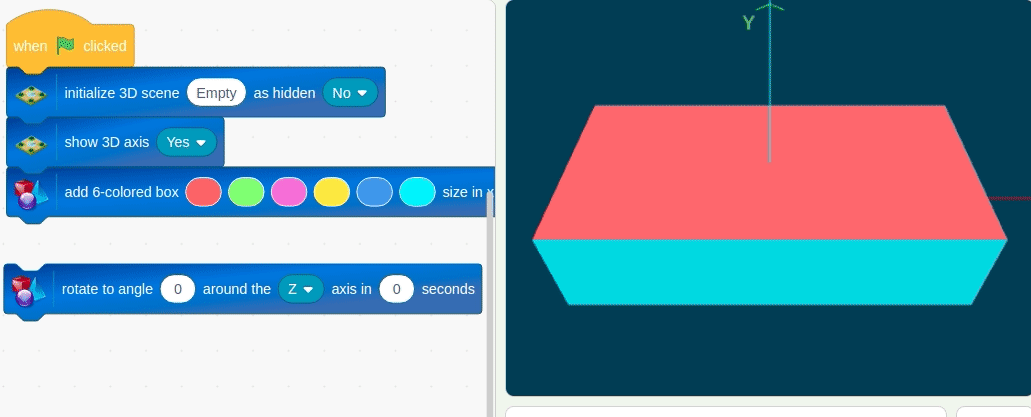 when clicked
initialize 3D scene Empty as hidden No
show 3D axis Yes
add 6-colored box size in x
rotate to angle 0 around the Z axis in 0 seconds
Y